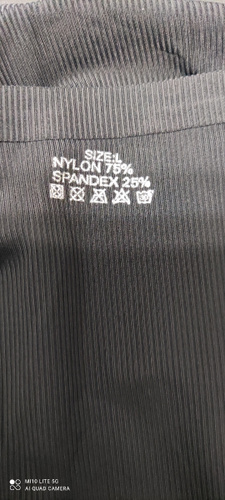 SIZE:L
NYLON 75%
SPANDEX 25%
MI 10 LITE 5G
AI QUAD CAMERA